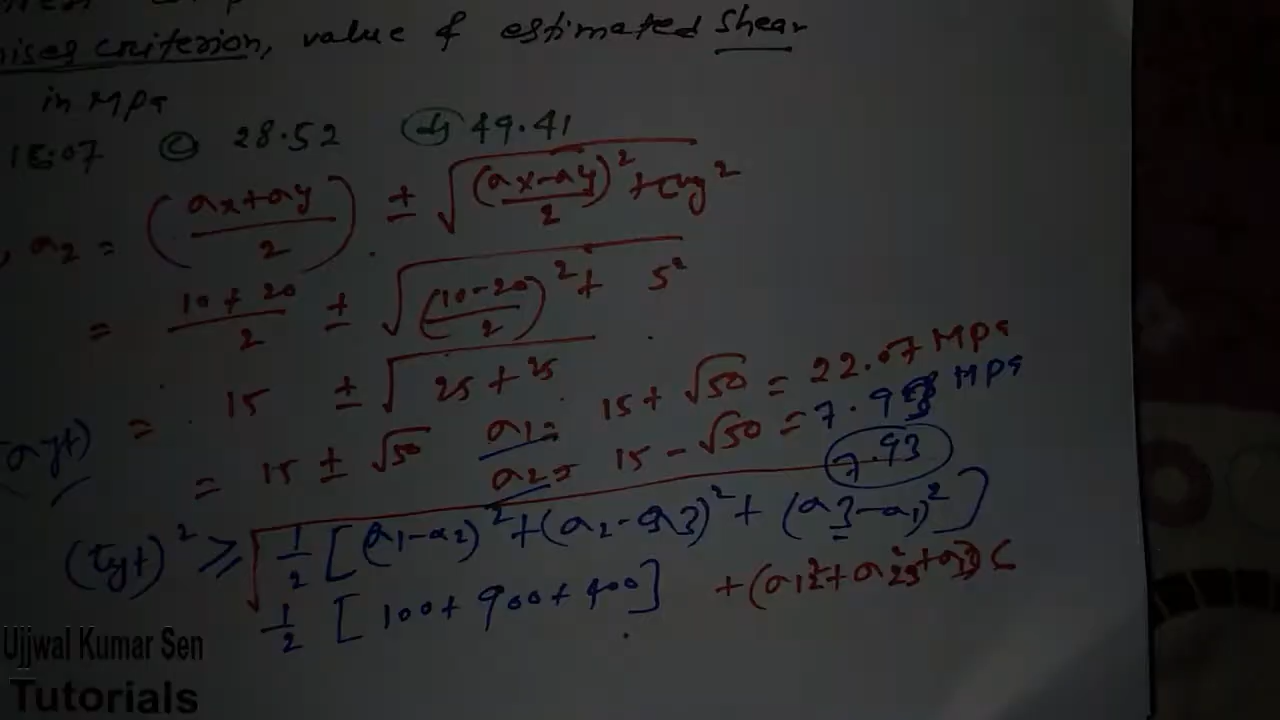 mises criterion, value of estimated shear
in MPa
15.07 (c) 28.52 (d) 49.41
, σ2 = (σx+σy/2) ± √(σx-σy/2)² + τxy²
= 10+20/2 ± √(10-20/2)² + 5²
= 15 ± √25+25
= 15 ± √50 σ1= 15+√50 = 22.07 MPa
σ2= 15-√50 = 7.93 MPa
7.93
σyt)
(τyt)² ≥ √1/2 [(σ1-σ2)²+(σ2-σ3)²+(σ3-σ1)²]
1/2 [100+900+400]
Ujjwal Kumar Sen
Tutorials